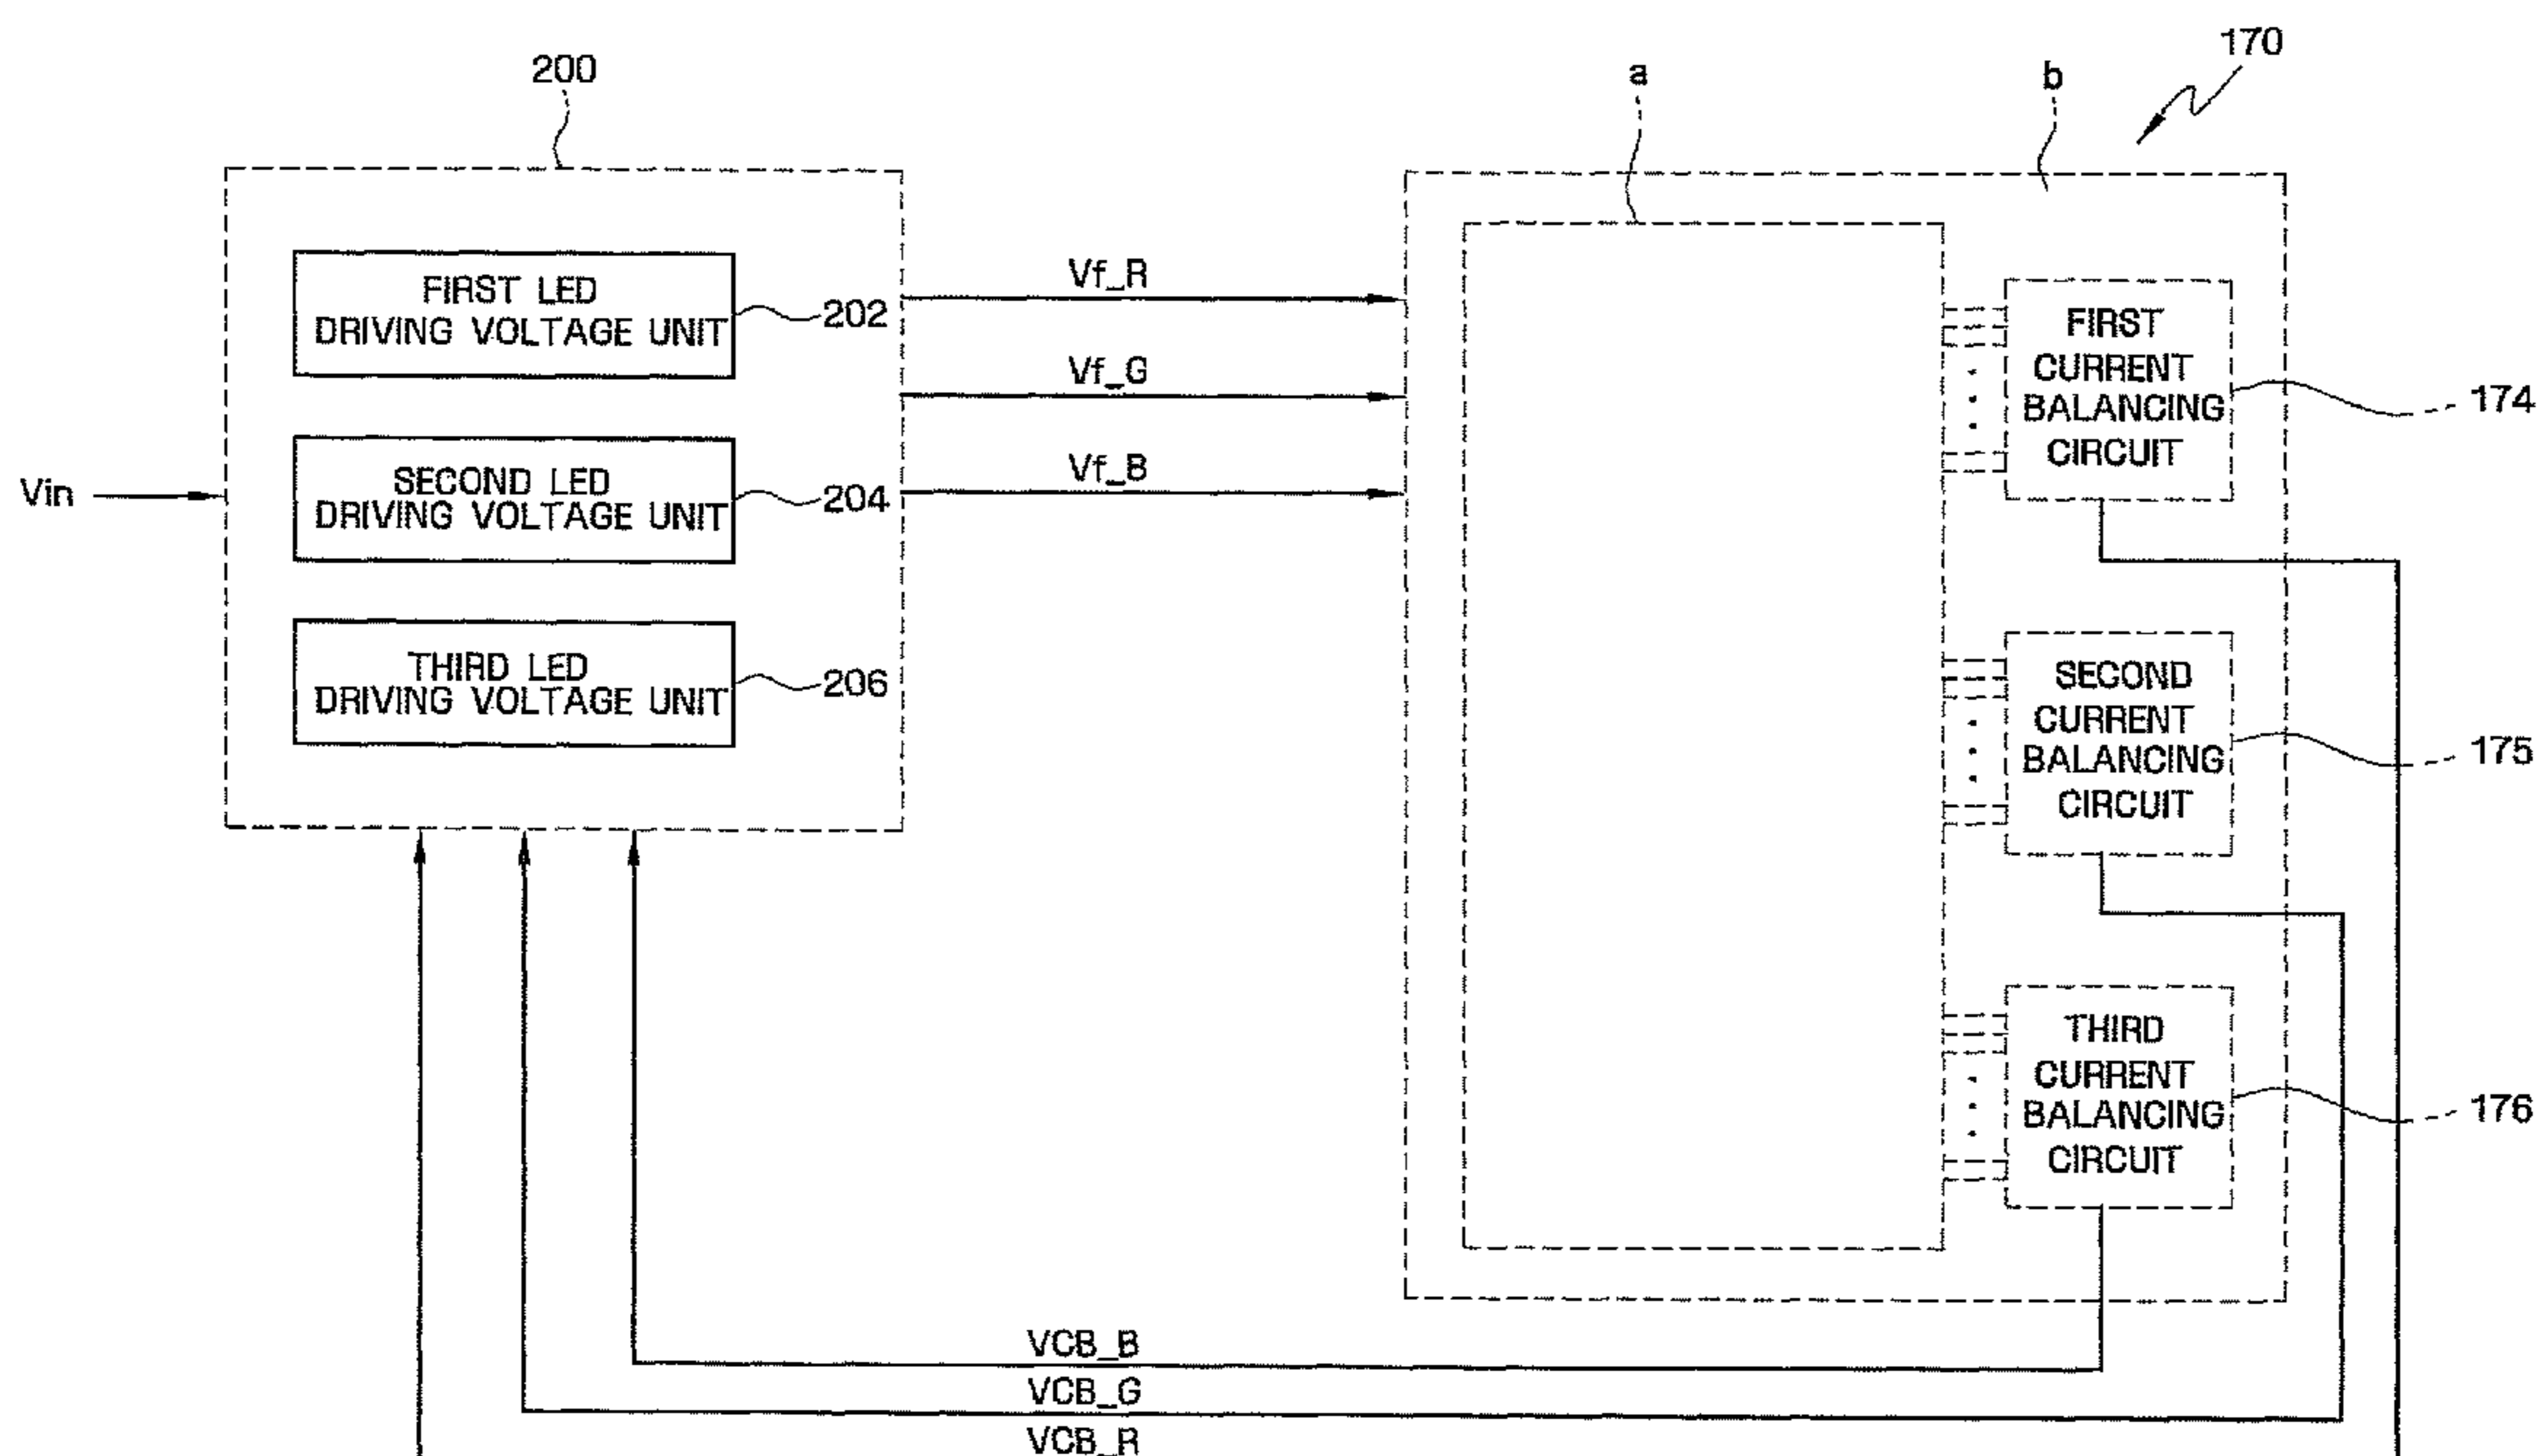 170
200
a
b
FIRST LED
DRIVING VOLTAGE UNIT
202
Vf_R
FIRST
CURRENT
BALANCING
CIRCUIT
174
Vf_G
Vin
SECOND LED
DRIVING VOLTAGE UNIT
204
Vf_B
THIRD LED
DRIVING VOLTAGE UNIT
206
SECOND
CURRENT
BALANCING
CIRCUIT
175
THIRD
CURRENT
BALANCING
CIRCUIT
176
VCB_B
VCB_G
VCB_R